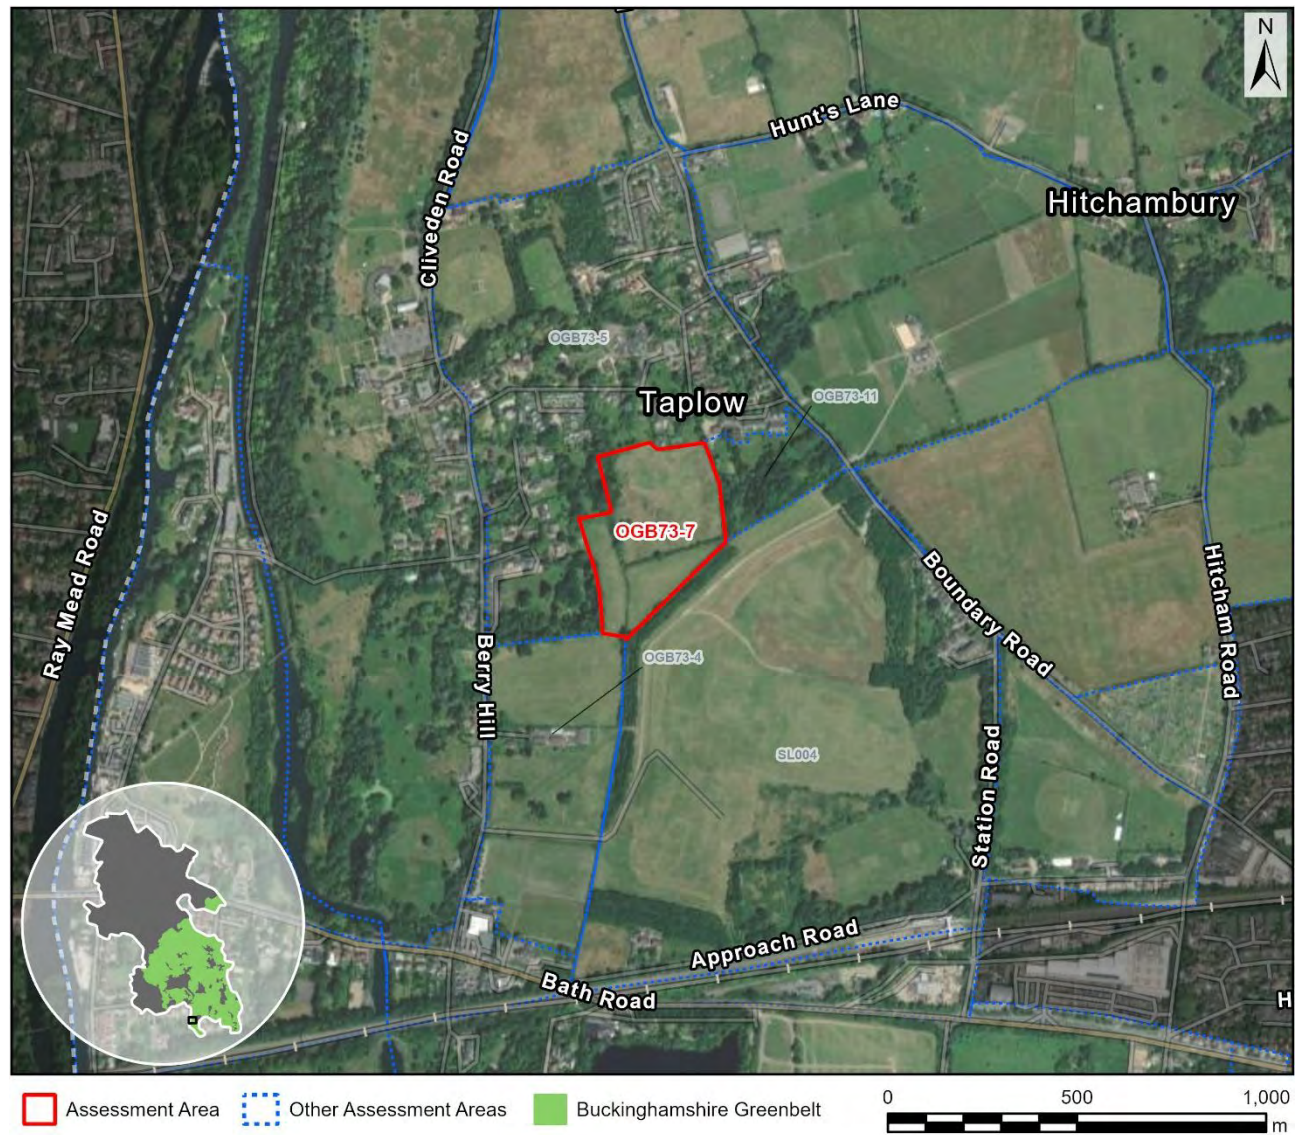 N
Hunt's Lane
Cliveden Road
Hitchambury
OGB73-5
Taplow
OGB73-11
OGB73-7
Ray Mead Road
Boundary Road
Hitcham Road
Berry Hill
OGB73-4
SL004
Station Road
Approach Road
Bath Road
H
Assessment Area
Other Assessment Areas
Buckinghamshire Greenbelt
0 500 1,000
m